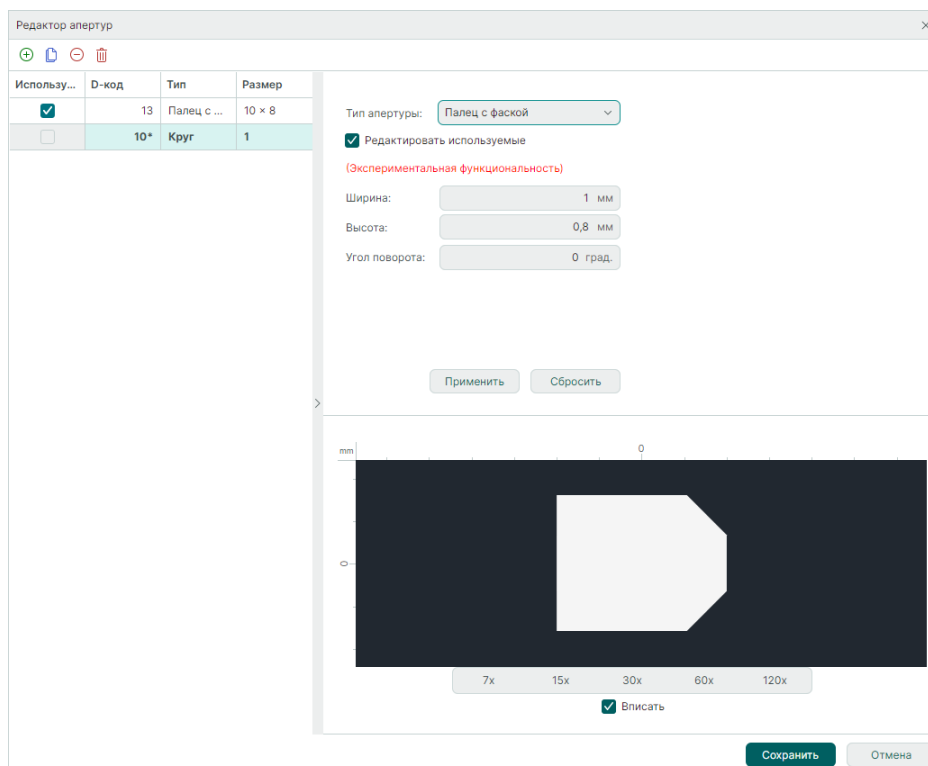 Редактор апертур
Использу... D-код Тип Размер
13 Палец с ... 10 × 8
10* Круг 1
Тип апертуры: Палец с фаской
Редактировать используемые
(Экспериментальная функциональность)
Ширина: 1 мм
Высота: 0,8 мм
Угол поворота: 0 град.
Применить Сбросить
mm 0
0
7x 15x 30x 60x 120x
Вписать
Сохранить Отмена